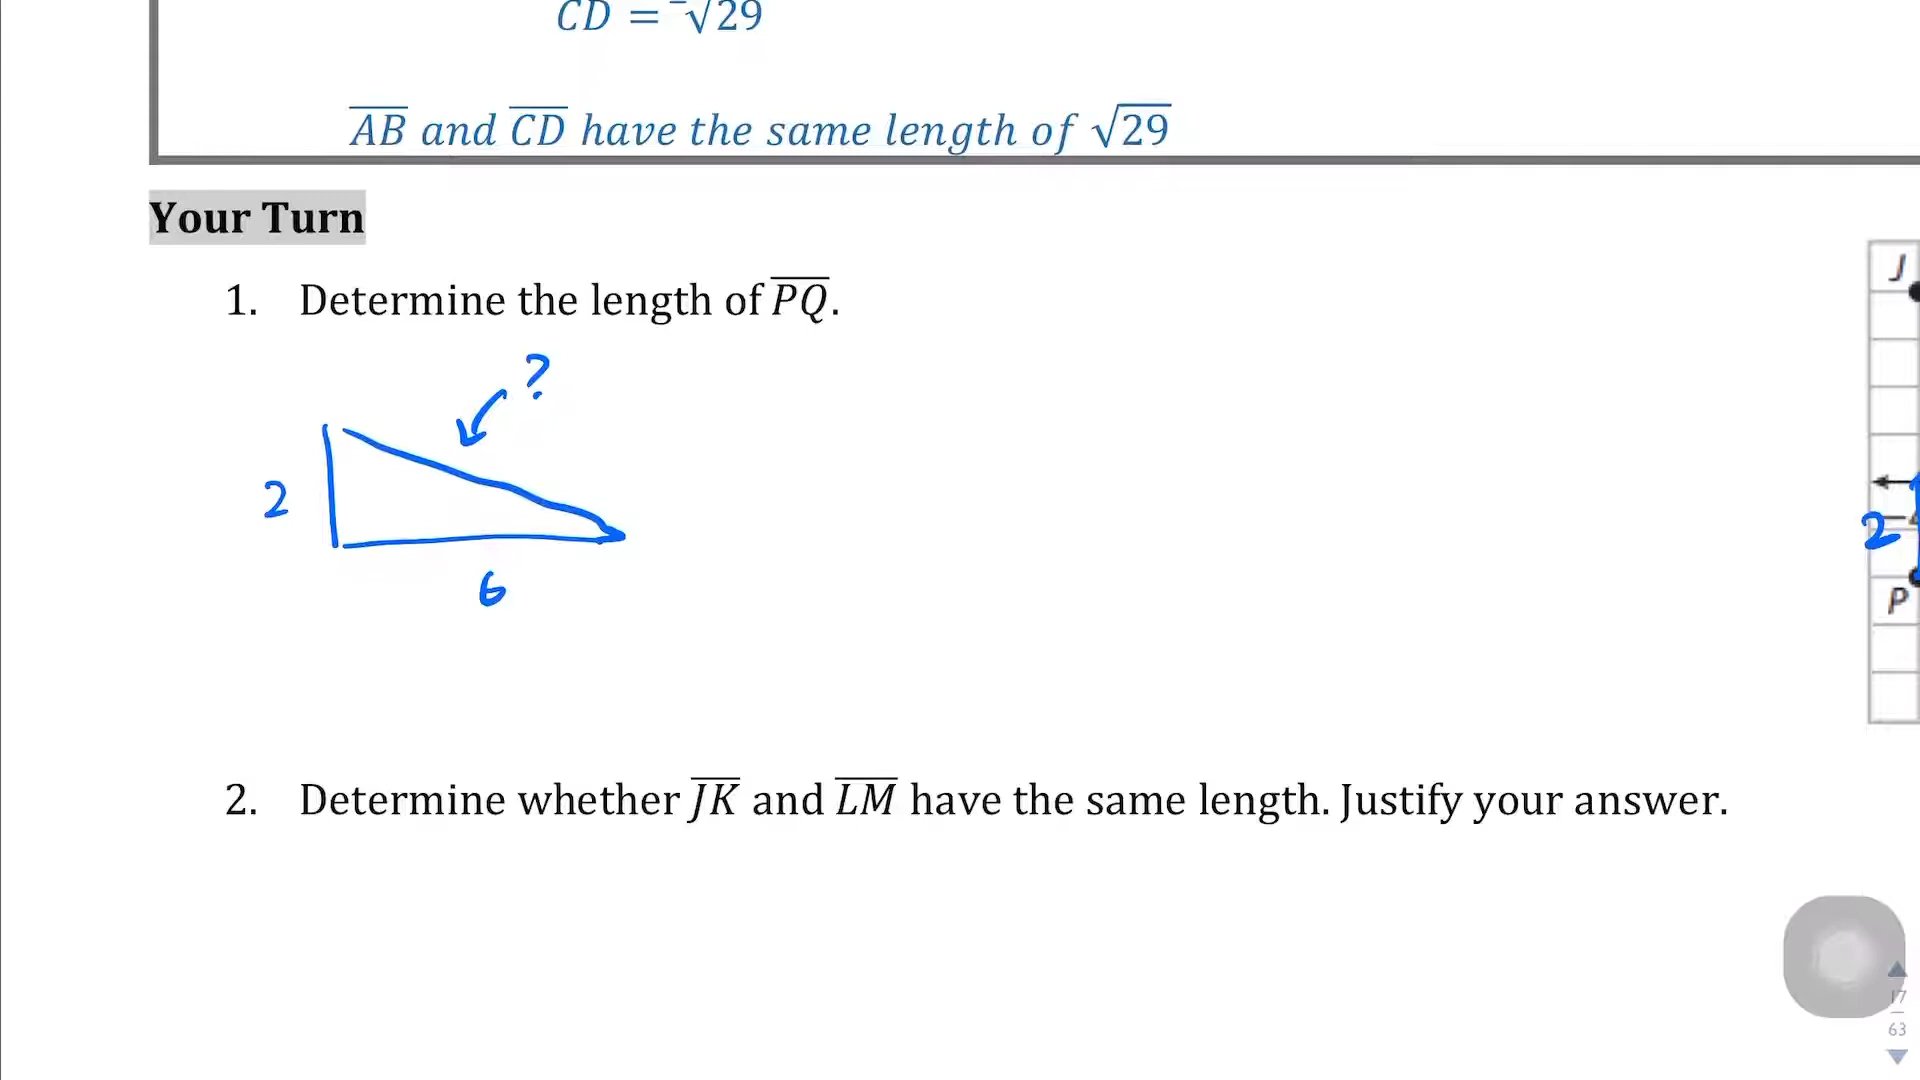 CD = √29
AB and CD have the same length of √29
Your Turn
1. Determine the length of PQ.
?
2
6
J
2
P
2. Determine whether JK and LM have the same length. Justify your answer.
17
63